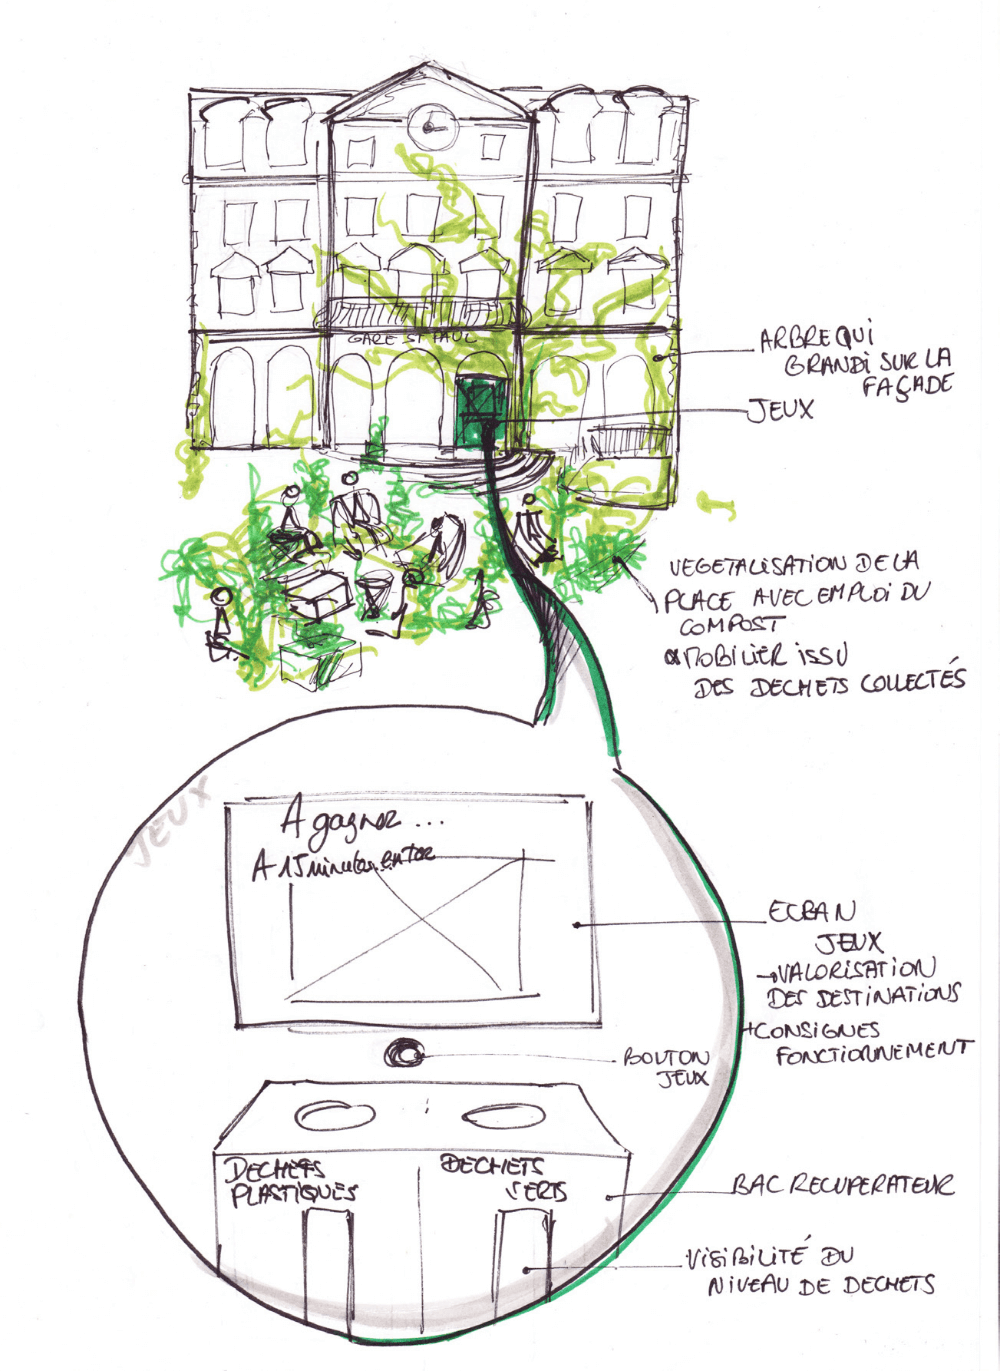 GARE ST PAUL
ARBRE QUI
GRANDI SUR LA
FAÇADE
JEUX
VEGETALISATION DE LA
PLACE AVEC EMPLOI DU
COMPOST
MOBILIER ISSU
DES DECHETS COLLECTÉS
JEUX
A gagner ...
A 15 minutes en ter
ECRAN
JEUX
→VALORISATION
DES DESTINATIONS
+CONSIGNES
FONCTIONNEMENT
BOUTON
JEUX
DECHETS
PLASTIQUES
DECHETS
VERTS
BAC RECUPERATEUR
VISIBILITÉ DU
NIVEAU DE DECHETS